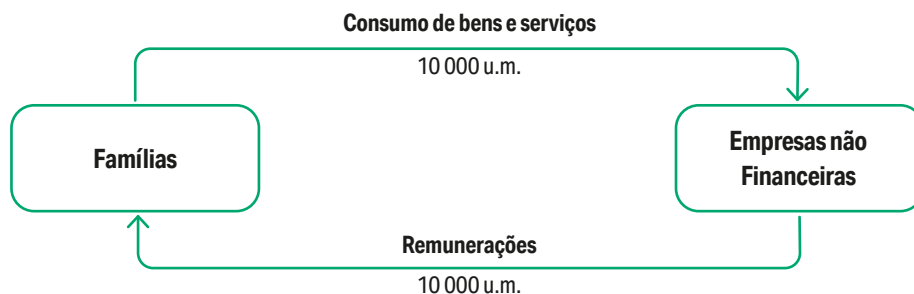 Consumo de bens e serviços
10 000 u.m.
Famílias
Empresas não
Financeiras
Remunerações
10 000 u.m.